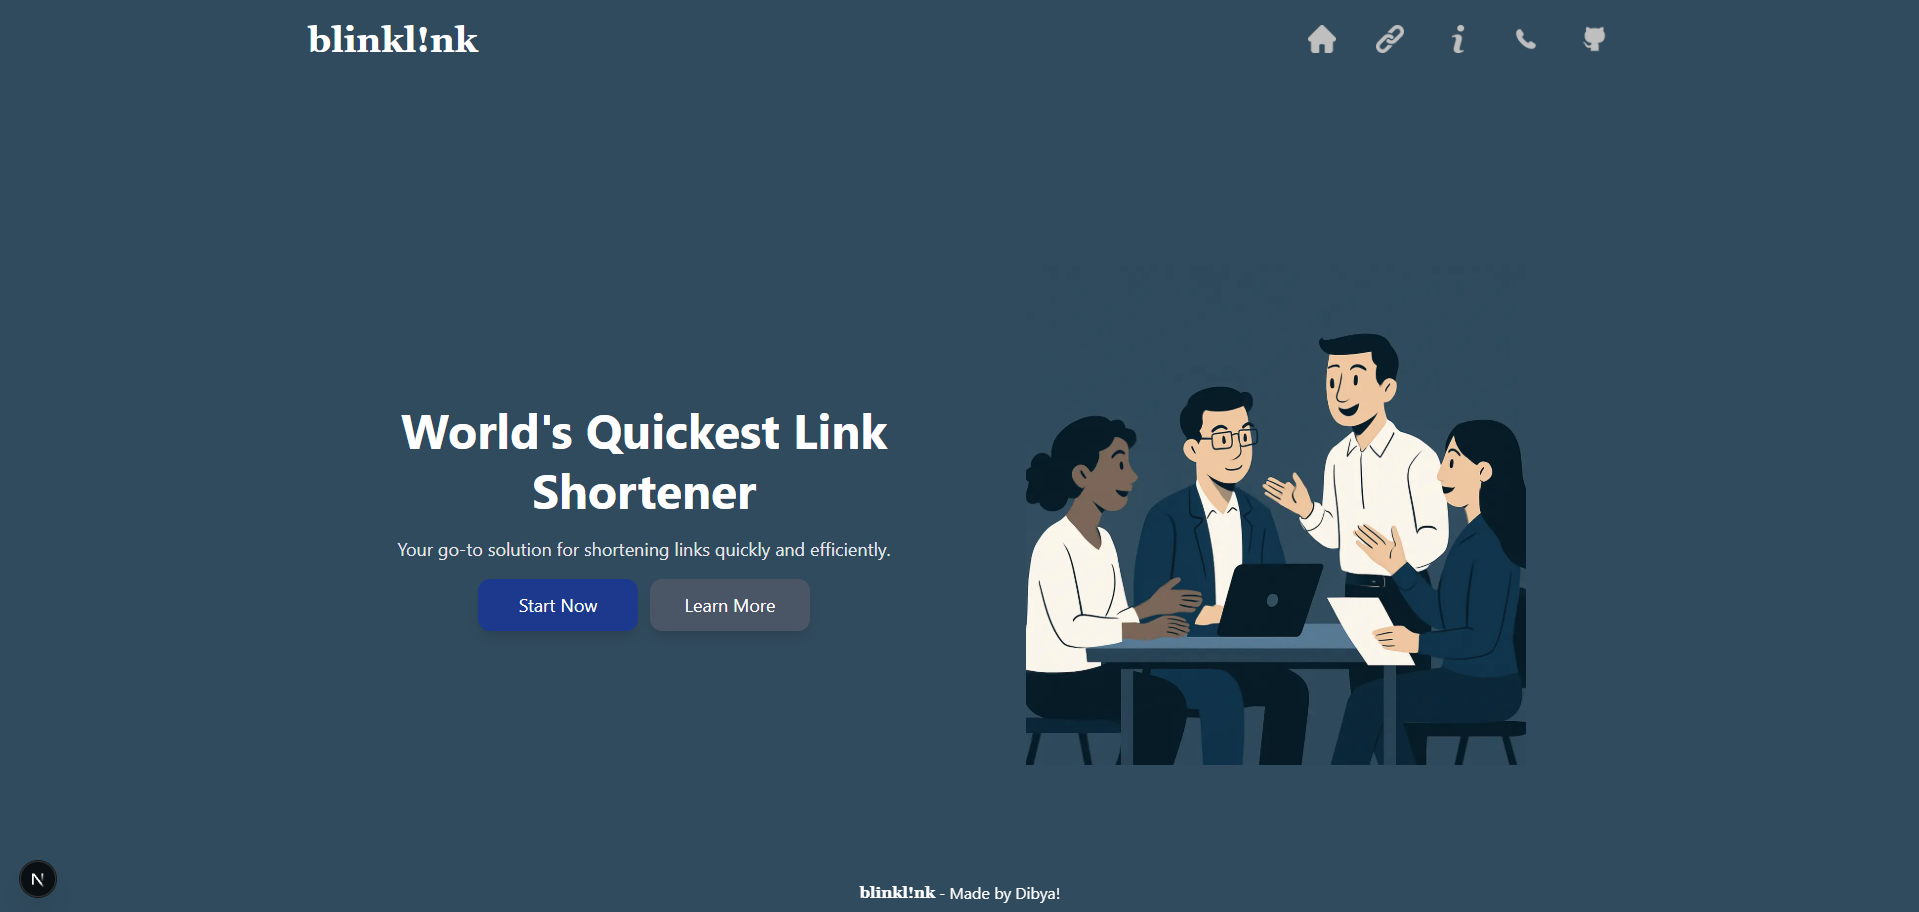 blinkl!nk
World's Quickest Link
Shortener
Your go-to solution for shortening links quickly and efficiently.
Start Now
Learn More
N
blinkl!nk - Made by Dibya!